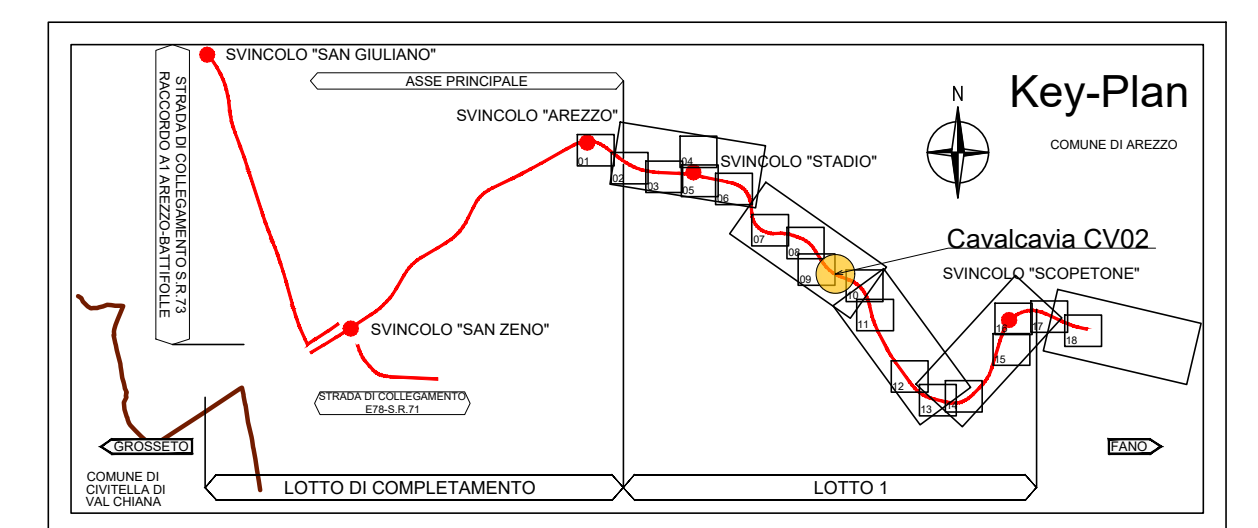 SVINCOLO "SAN GIULIANO"
STRADA DI COLLEGAMENTO S.R.73
RACCORDO A1 AREZZO-BATTIFOLLE
ASSE PRINCIPALE
Key-Plan
N
COMUNE DI AREZZO
SVINCOLO "AREZZO"
SVINCOLO "STADIO"
01
02
03
04
05
06
07
08
09
10
11
12
13
14
15
16
17
18
Cavalcavia CV02
SVINCOLO "SCOPETONE"
SVINCOLO "SAN ZENO"
STRADA DI COLLEGAMENTO
E78-S.R.71
GROSSETO
FANO
COMUNE DI
CIVITELLA DI
VAL CHIANA
LOTTO DI COMPLETAMENTO
LOTTO 1